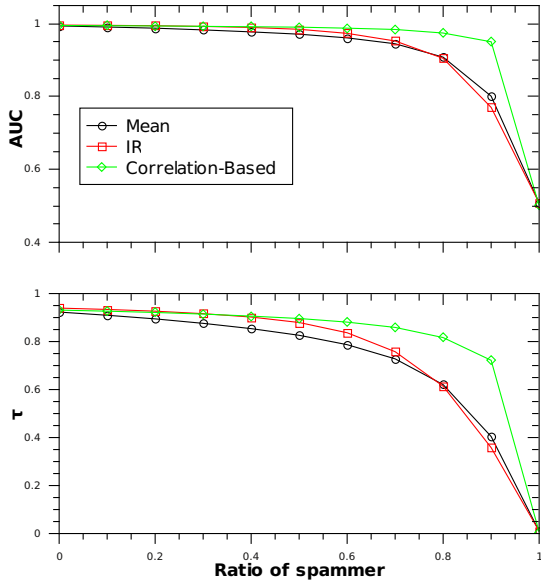 1
0.8
0.6
0.4
AUC
Mean
IR
Correlation-Based
1
0.8
0.6
0.4
0.2
0
τ
0 0.2 0.4 0.6 0.8 1
Ratio of spammer